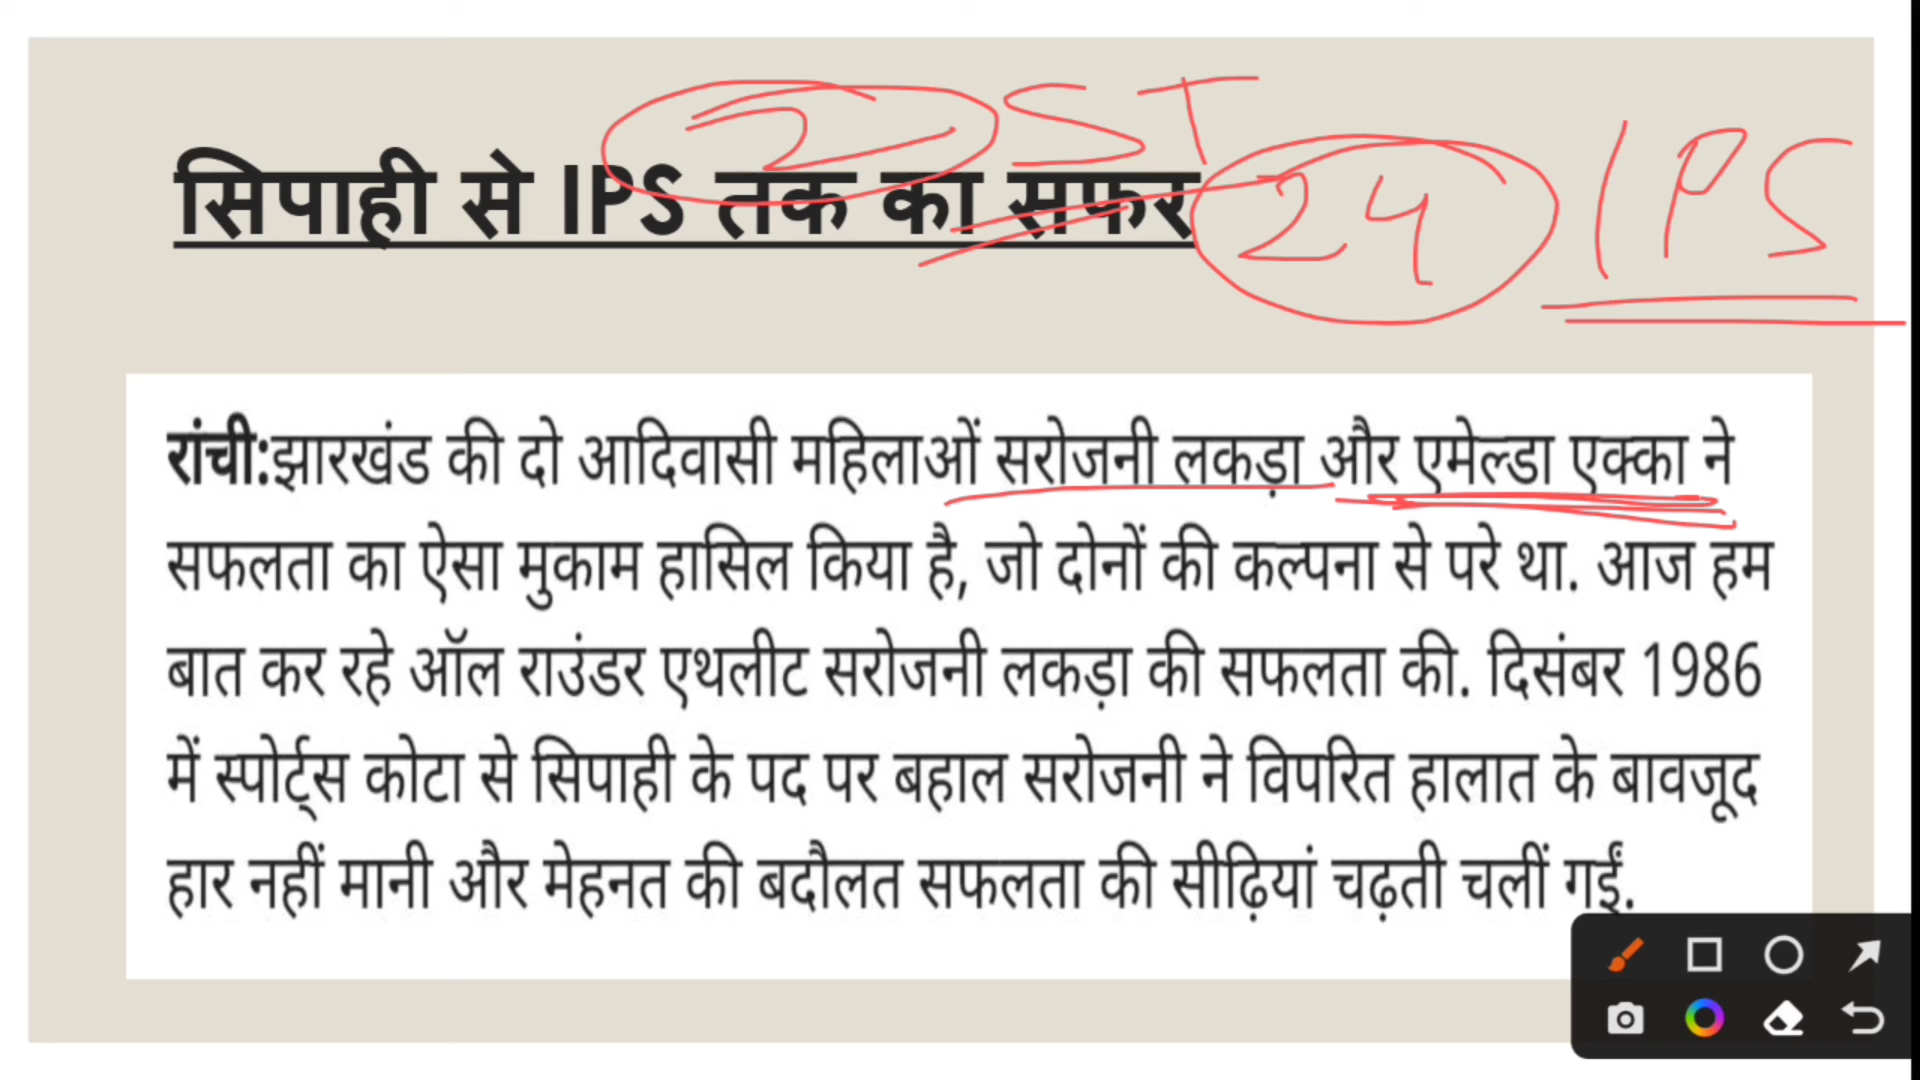 2 ST
सिपाही से IPS तक का सफर
24 IPS
रांची:झारखंड की दो आदिवासी महिलाओं सरोजनी लकड़ा और एमेल्डा एक्का ने
सफलता का ऐसा मुकाम हासिल किया है, जो दोनों की कल्पना से परे था. आज हम
बात कर रहे ऑल राउंडर एथलीट सरोजनी लकड़ा की सफलता की. दिसंबर 1986
में स्पोर्ट्स कोटा से सिपाही के पद पर बहाल सरोजनी ने विपरित हालात के बावजूद
हार नहीं मानी और मेहनत की बदौलत सफलता की सीढ़ियां चढ़ती चलीं गईं.